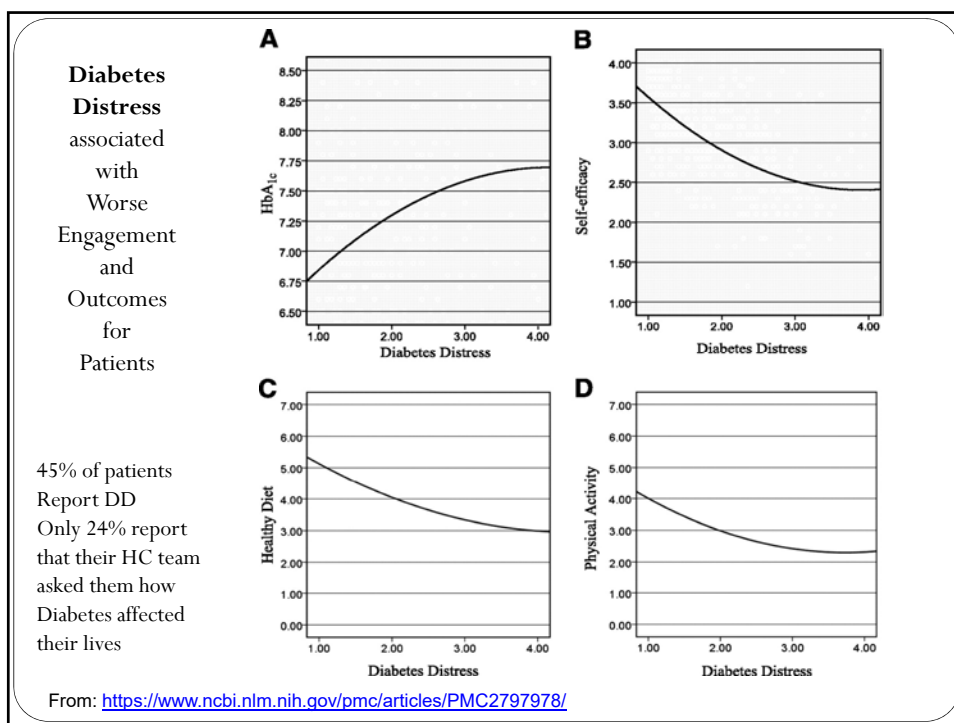 Diabetes
Distress
associated
with
Worse
Engagement
and
Outcomes
for
Patients
45% of patients
Report DD
Only 24% report
that their HC team
asked them how
Diabetes affected
their lives
A
HbA1c
8.50
8.25
8.00
7.75
7.50
7.25
7.00
6.75
6.50
1.00 2.00 3.00 4.00
Diabetes Distress
B
Self-efficacy
4.00
3.50
3.00
2.50
2.00
1.50
1.00
1.00 2.00 3.00 4.00
Diabetes Distress
C
Healthy Diet
7.00
6.00
5.00
4.00
3.00
2.00
1.00
0.00
1.00 2.00 3.00 4.00
Diabetes Distress
D
Physical Activity
7.00
6.00
5.00
4.00
3.00
2.00
1.00
0.00
1.00 2.00 3.00 4.00
Diabetes Distress
From: https://www.ncbi.nlm.nih.gov/pmc/articles/PMC2797978/